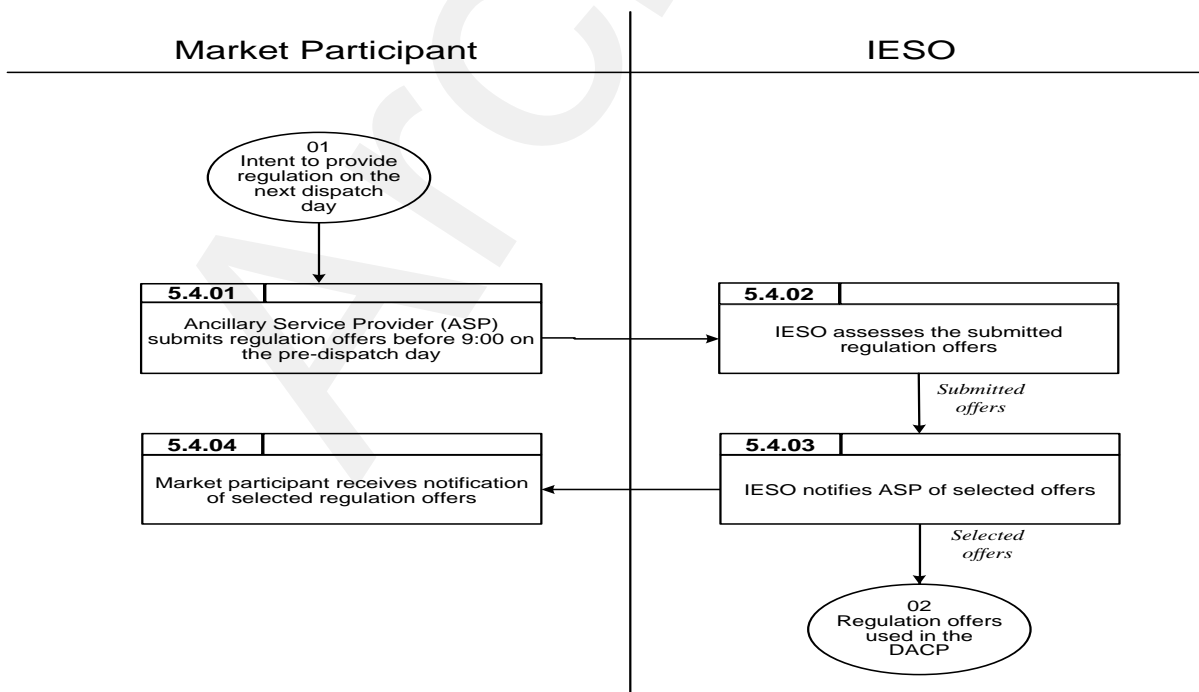 Market Participant
IESO
01
Intent to provide
regulation on the
next dispatch
day
5.4.01
Ancillary Service Provider (ASP)
submits regulation offers before 9:00 on
the pre-dispatch day
5.4.02
IESO assesses the submitted
regulation offers
Submitted
offers
5.4.04
Market participant receives notification
of selected regulation offers
5.4.03
IESO notifies ASP of selected offers
Selected
offers
02
Regulation offers
used in the
DACP